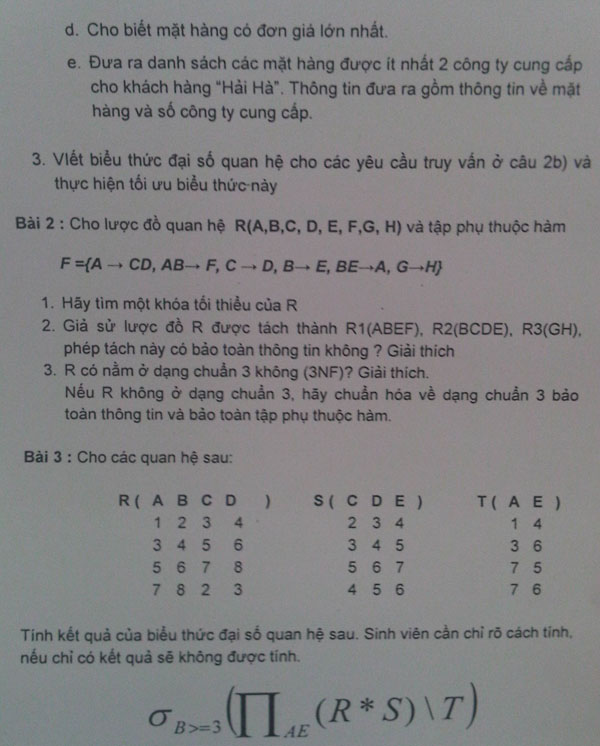 d. Cho biết mặt hàng có đơn giá lớn nhất.
e. Đưa ra danh sách các mặt hàng được ít nhất 2 công ty cung cấp
cho khách hàng “Hải Hà”. Thông tin đưa ra gồm thông tin về mặt
hàng và số công ty cung cấp.
3. VIết biểu thức đại số quan hệ cho các yêu cầu truy vấn ở câu 2b) và
thực hiện tối ưu biểu thức này
Bài 2 : Cho lược đồ quan hệ R(A,B,C, D, E, F,G, H) và tập phụ thuộc hàm
F ={A → CD, AB→ F, C → D, B→ E, BE→A, G→H}
1. Hãy tìm một khóa tối thiểu của R
2. Giả sử lược đồ R được tách thành R1(ABEF), R2(BCDE), R3(GH),
phép tách này có bảo toàn thông tin không ? Giải thích
3. R có nằm ở dạng chuẩn 3 không (3NF)? Giải thích.
Nếu R không ở dạng chuẩn 3, hãy chuẩn hóa về dạng chuẩn 3 bảo
toàn thông tin và bảo toàn tập phụ thuộc hàm.
Bài 3 : Cho các quan hệ sau:
R ( A B C D ) S ( C D E ) T ( A E )
1 2 3 4 2 3 4 1 4
3 4 5 6 3 4 5 3 6
5 6 7 8 5 6 7 7 5
7 8 2 3 4 5 6 7 6
Tính kết quả của biểu thức đại số quan hệ sau. Sinh viên cần chỉ rõ cách tính,
nếu chỉ có kết quả sẽ không được tính.
σ B>=3 (∏ AE (R * S) \ T)